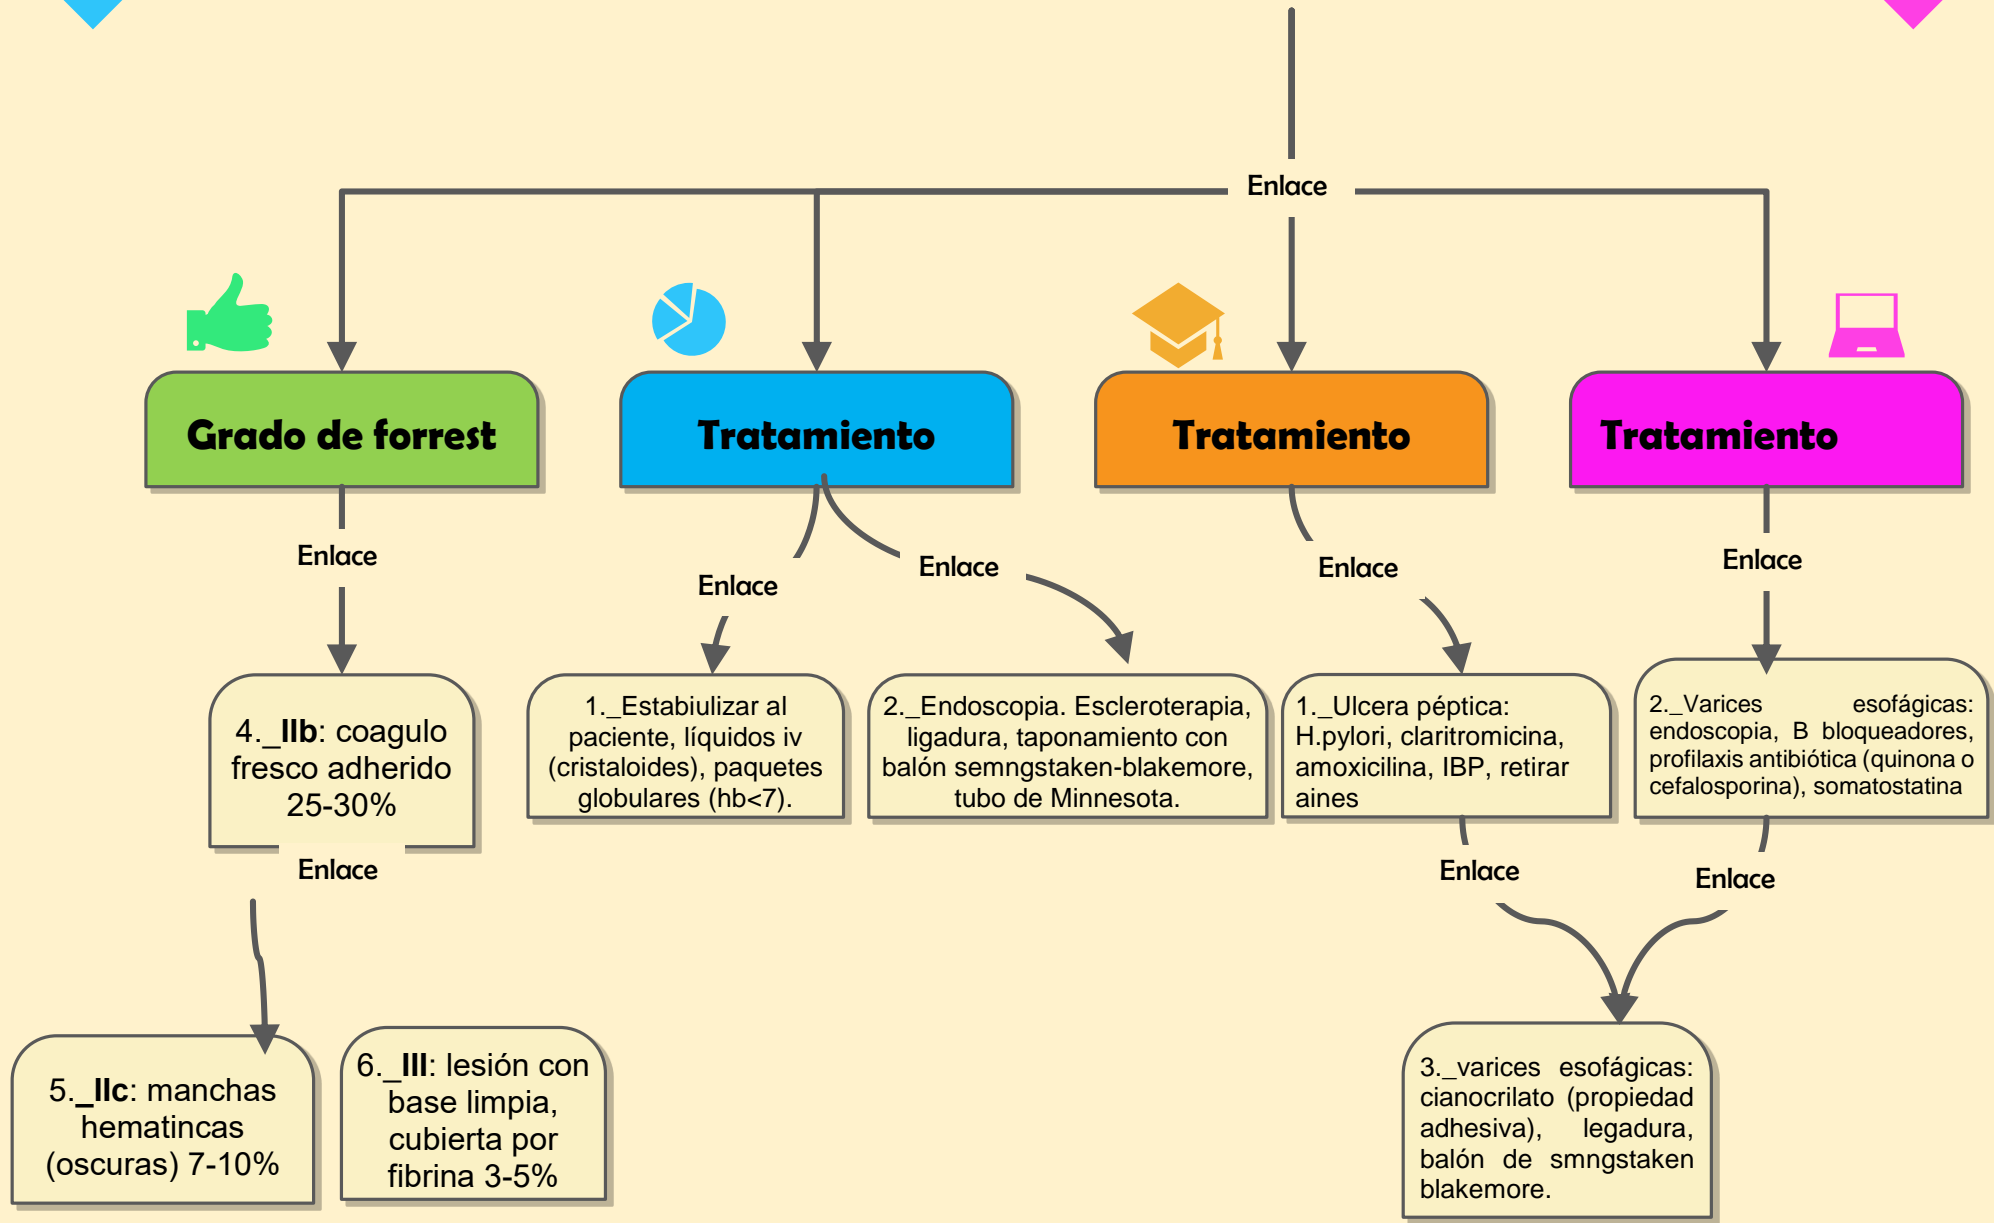 Enlace
Grado de forrest
Tratamiento
Tratamiento
Tratamiento
Enlace
Enlace
Enlace
Enlace
Enlace
4._IIb: coagulo
fresco adherido
25-30%
1._Estabiulizar al
paciente, líquidos iv
(cristaloides), paquetes
globulares (hb<7).
2._Endoscopia. Escleroterapia,
ligadura, taponamiento con
balón semngstaken-blakemore,
tubo de Minnesota.
1._Ulcera péptica:
H.pylori, claritromicina,
amoxicilina, IBP, retirar
aines
2._Varices esofágicas:
endoscopia, B bloqueadores,
profilaxis antibiótica (quinona o
cefalosporina), somatostatina
Enlace
Enlace
Enlace
5._IIc: manchas
hematincas
(oscuras) 7-10%
6._III: lesión con
base limpia,
cubierta por
fibrina 3-5%
3._varices esofágicas:
cianocrilato (propiedad
adhesiva), legadura,
balón de smngstaken
blakemore.